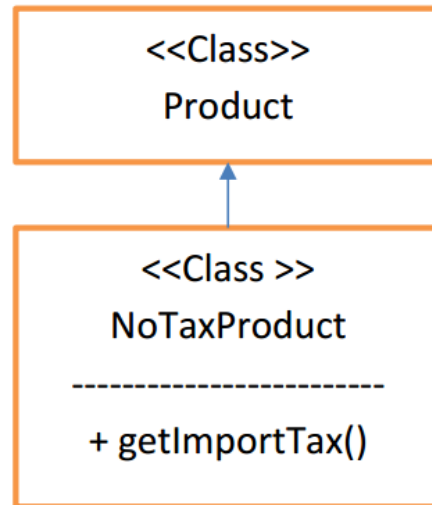 <<Class>>
Product
<<Class >>
NoTaxProduct
-------------------------
+ getImportTax()